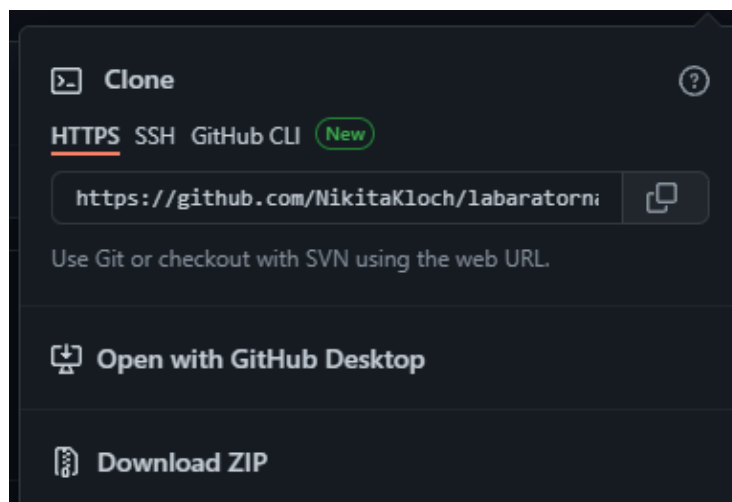 Clone
HTTPS SSH GitHub CLI New
https://github.com/NikitaKloch/labaratorna
Use Git or checkout with SVN using the web URL.
Open with GitHub Desktop
Download ZIP